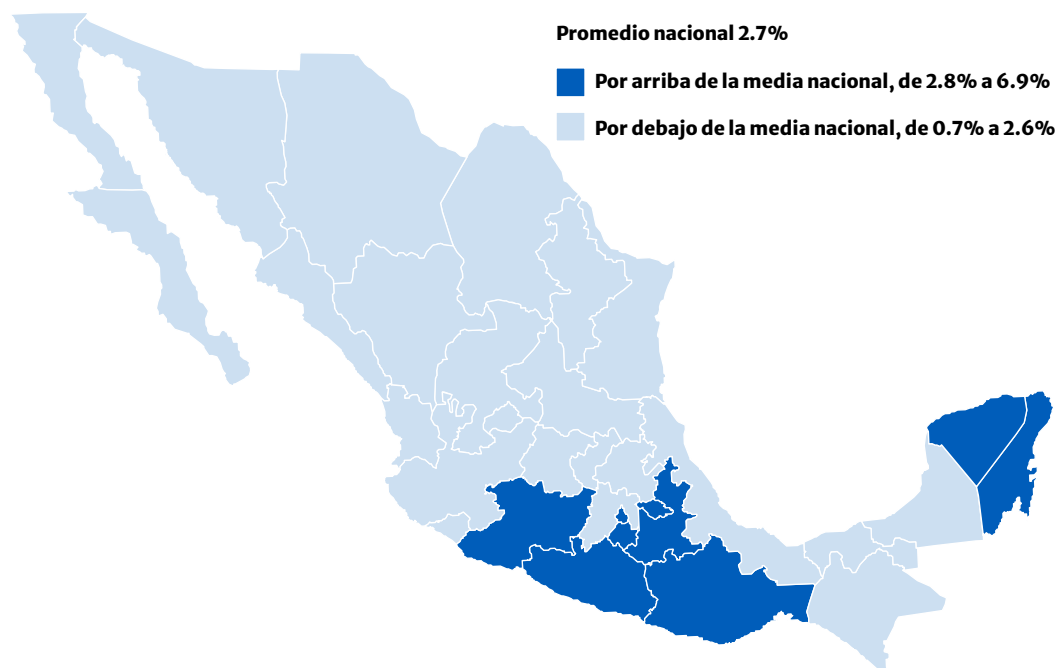 Promedio nacional 2.7%
Por arriba de la media nacional, de 2.8% a 6.9%
Por debajo de la media nacional, de 0.7% a 2.6%